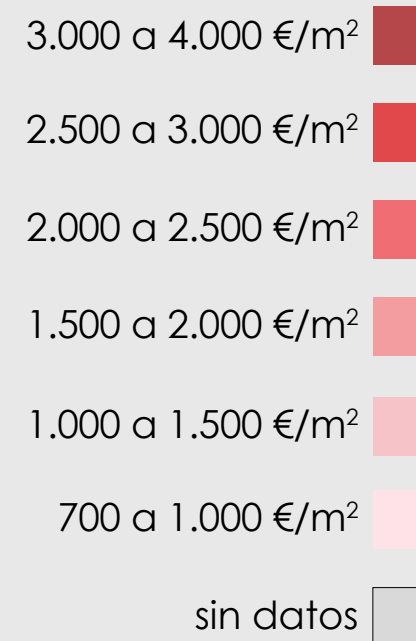 3.000 a 4.000 €/m²
2.500 a 3.000 €/m²
2.000 a 2.500 €/m²
1.500 a 2.000 €/m²
1.000 a 1.500 €/m²
700 a 1.000 €/m²
sin datos